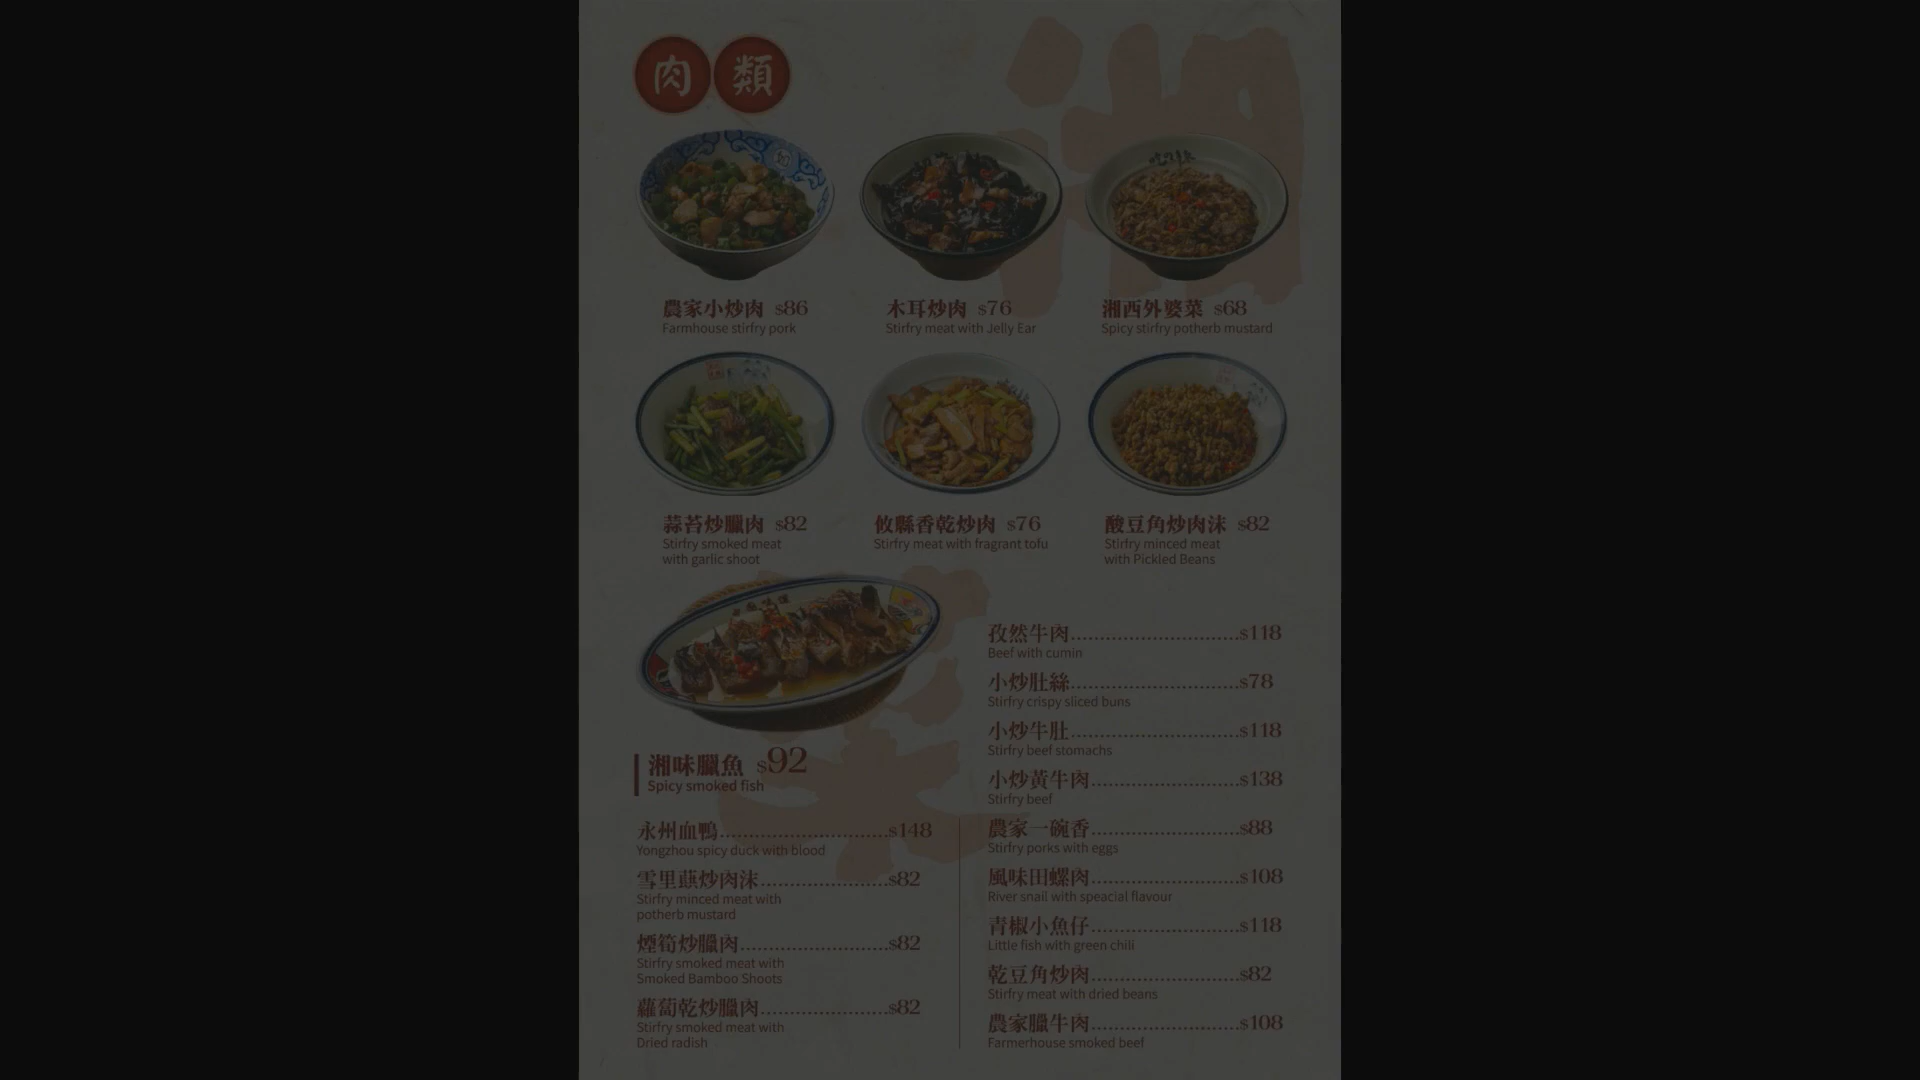 肉類
農家小炒肉 $86
Farmhouse stirfry pork
木耳炒肉 $76
Stirfry meat with Jelly Ear
湘西外婆菜 $68
Spicy stirfry potherb mustard
蒜苔炒臘肉 $82
Stirfry smoked meat
with garlic shoot
攸縣香乾炒肉 $76
Stirfry meat with fragrant tofu
酸豆角炒肉沫 $82
Stirfry minced meat
with Pickled Beans
湘味臘魚 $92
Spicy smoked fish
永州血鴨..............................$148
Yongzhou spicy duck with blood
雪里蕻炒肉沫.......................$82
Stirfry minced meat with
potherb mustard
煙筍炒臘肉...........................$82
Stirfry smoked meat with
Smoked Bamboo Shoots
蘿蔔乾炒臘肉.......................$82
Stirfry smoked meat with
Dried radish
孜然牛肉..............................$118
Beef with cumin
小炒肚絲..............................$78
Stirfry crispy sliced buns
小炒牛肚..............................$118
Stirfry beef stomachs
小炒黃牛肉...........................$138
Stirfry beef
農家一碗香...........................$88
Stirfry porks with eggs
風味田螺肉...........................$108
River snail with speacial flavour
青椒小魚仔...........................$118
Little fish with green chili
乾豆角炒肉...........................$82
Stirfry meat with dried beans
農家臘牛肉...........................$108
Farmerhouse smoked beef